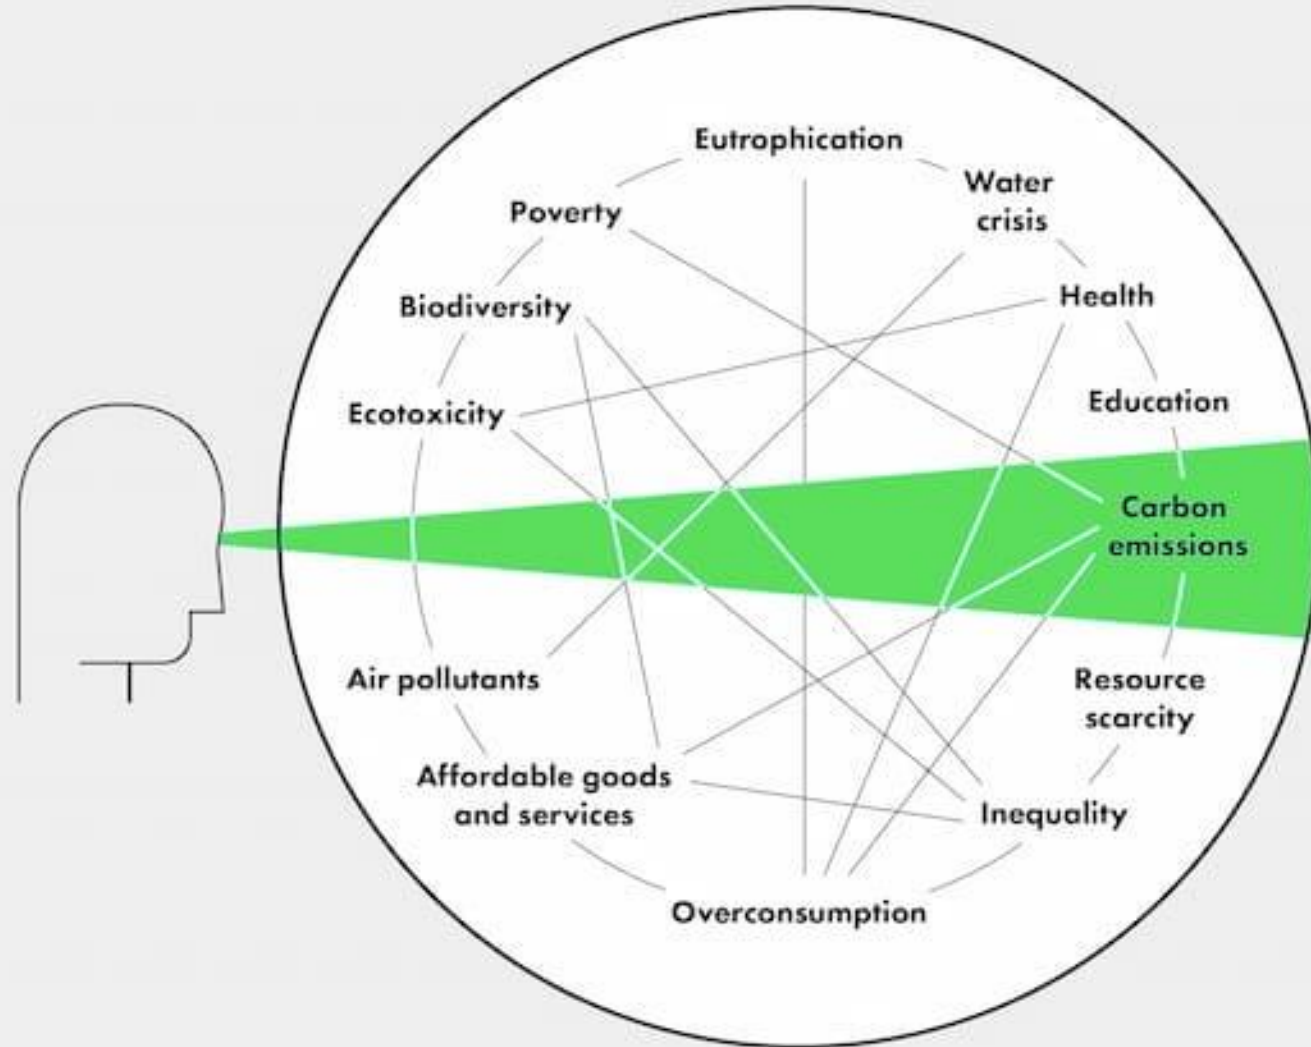 Eutrophication
Water
crisis
Poverty
Health
Biodiversity
Education
Ecotoxicity
Carbon
emissions
Air pollutants
Resource
scarcity
Affordable goods
and services
Inequality
Overconsumption